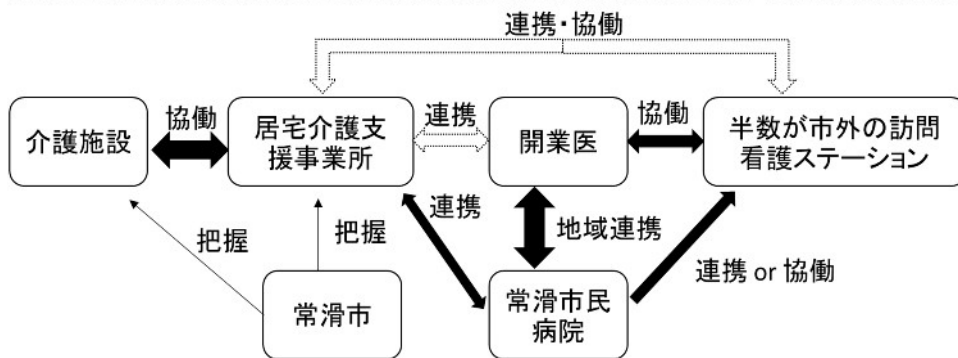 連携・協働
介護施設
協働
居宅介護支
援事業所
連携
開業医
協働
半数が市外の訪問
看護ステーション
把握
把握
連携
地域連携
連携 or 協働
常滑市
常滑市民
病院